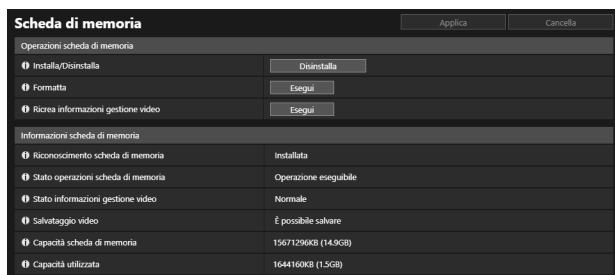 Scheda di memoria
Applica
Cancella
Operazioni scheda di memoria
Installa/Disinstalla
Disinstalla
Formatta
Esegui
Ricrea informazioni gestione video
Esegui
Informazioni scheda di memoria
Riconoscimento scheda di memoria
Installata
Stato operazioni scheda di memoria
Operazione eseguibile
Stato informazioni gestione video
Normale
Salvataggio video
È possibile salvare
Capacità scheda di memoria
15671296KB (14.9GB)
Capacità utilizzata
1644160KB (1.5GB)